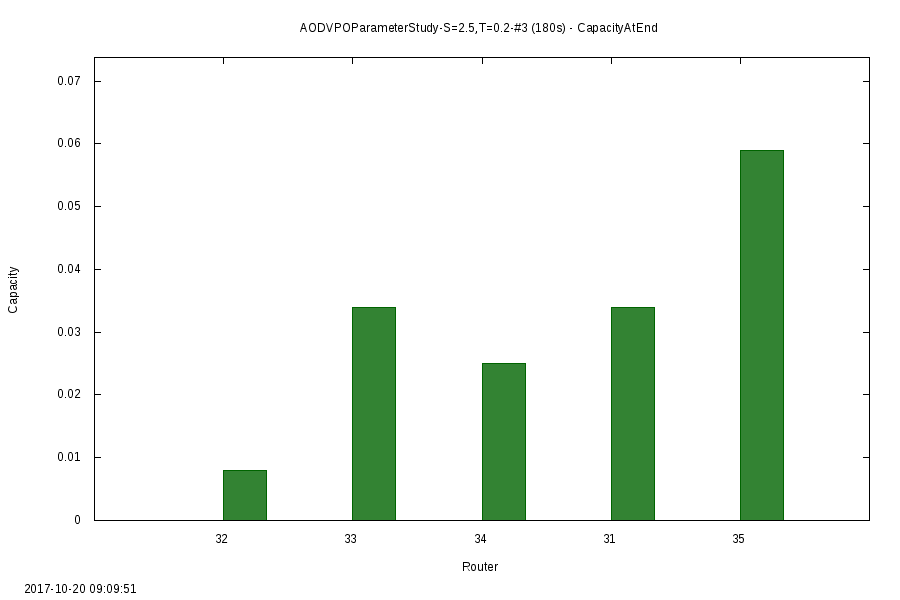 AODVPOParameterStudy-S=2.5,T=0.2-#3 (180s) - CapacityAtEnd
0.07
0.06
0.05
0.04
0.03
0.02
0.01
0
Capacity
32 33 34 31 35
Router
2017-10-20 09:09:51